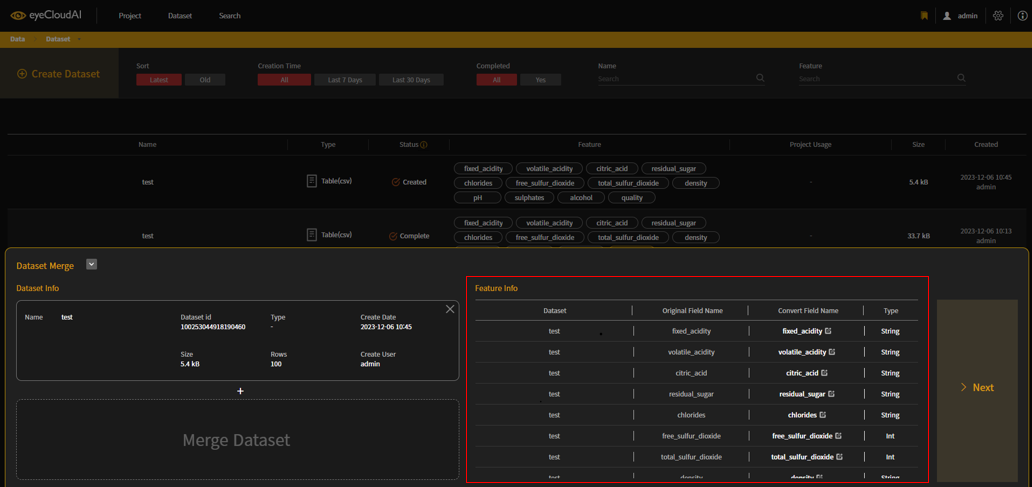 eyeCloudAI Project Dataset Search admin
Data Dataset
Create Dataset
Sort Creation Time Completed Name Feature
Latest Old All Last 7 Days Last 30 Days All Yes Search Search
Name Type Status Feature Project Usage Size Created
fixed_acidity volatile_acidity citric_acid residual_sugar
test Table(csv) Created chlorides free_sulfur_dioxide total_sulfur_dioxide density - 5.4 kB 2023-12-06 10:45
admin
pH sulphates alcohol quality
fixed_acidity volatile_acidity citric_acid residual_sugar
test Table(csv) Complete chlorides free_sulfur_dioxide total_sulfur_dioxide density - 33.7 kB 2023-12-06 10:13
admin
Dataset Merge
Dataset Info
Name test Dataset id Type Create Date
100253044918190460 - 2023-12-06 10:45
Size Rows Create User
5.4 kB 100 admin
+
Merge Dataset
Feature Info
Dataset Original Field Name Convert Field Name Type
test fixed_acidity fixed_acidity String
test volatile_acidity volatile_acidity String
test citric_acid citric_acid String
test residual_sugar residual_sugar String
test chlorides chlorides String
test free_sulfur_dioxide free_sulfur_dioxide Int
test total_sulfur_dioxide total_sulfur_dioxide Int
test density density String
Next